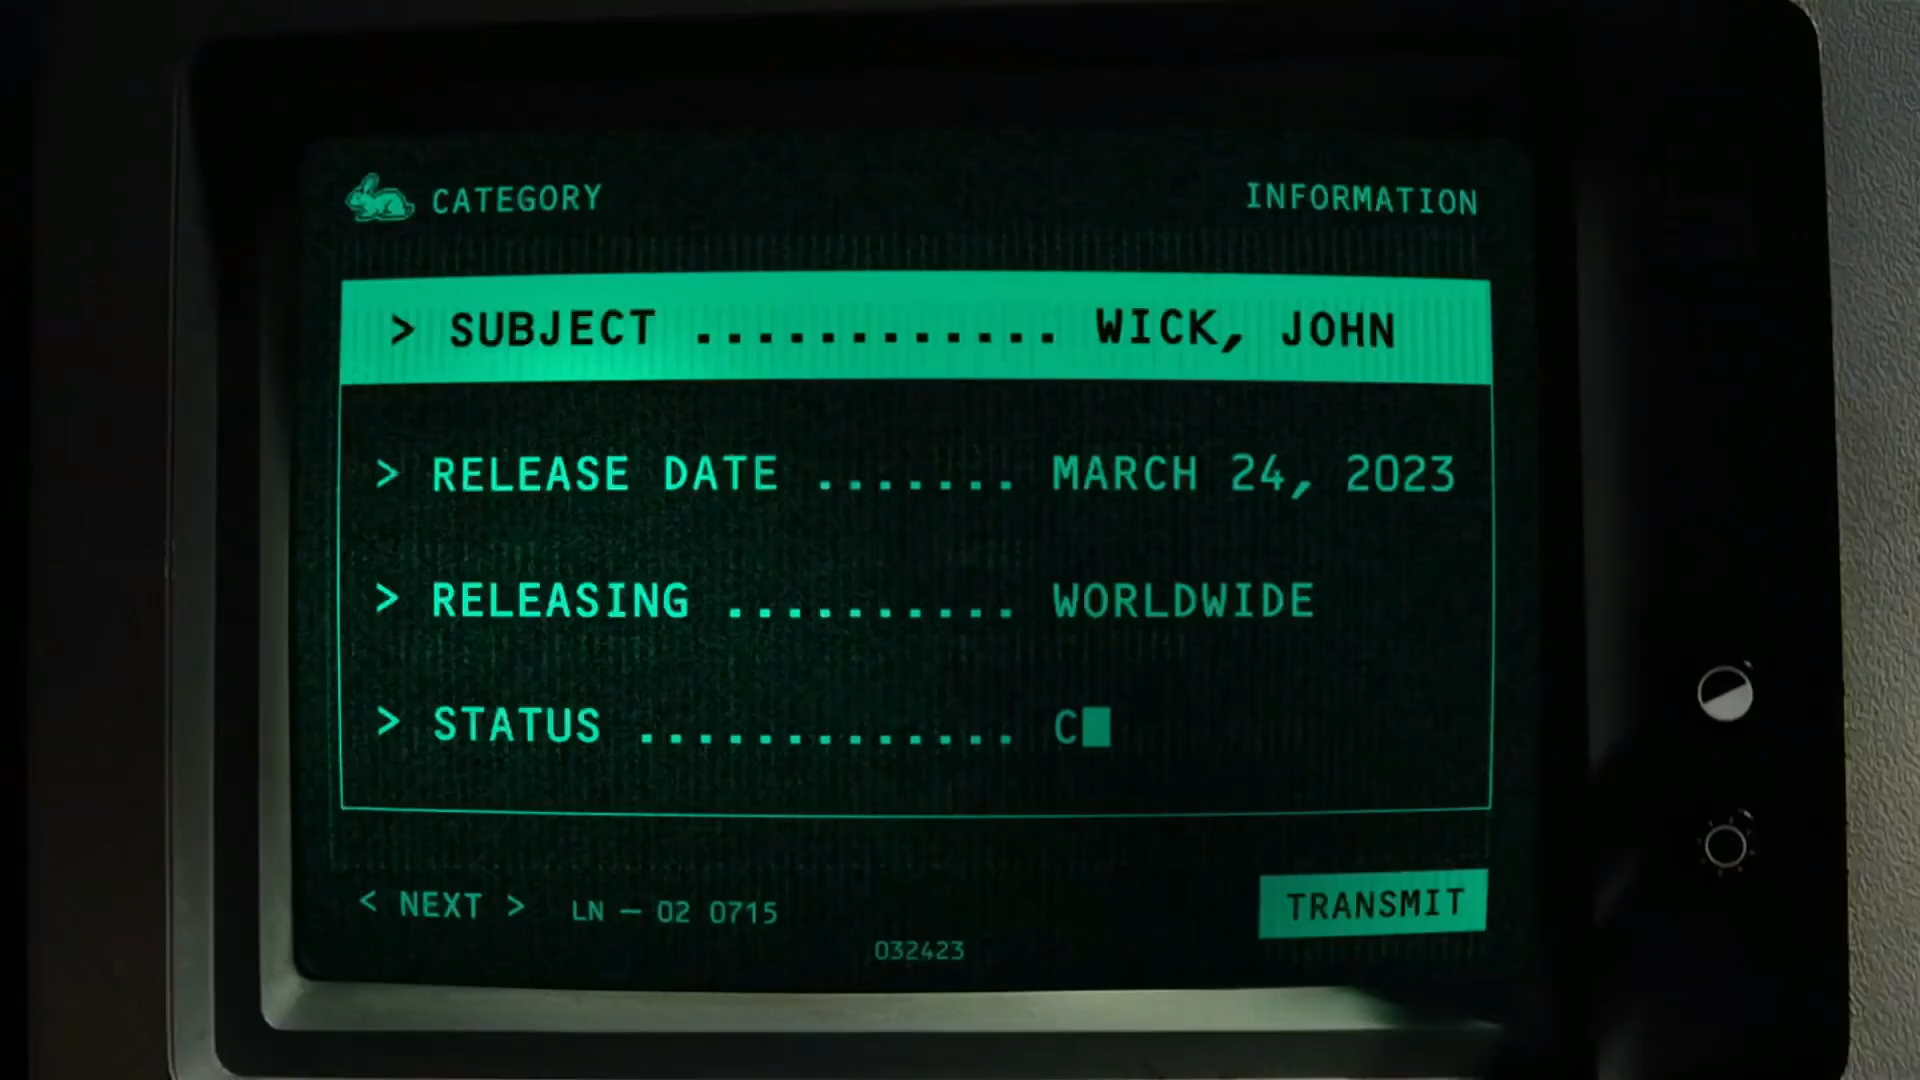 CATEGORY INFORMATION
> SUBJECT ............ WICK, JOHN
> RELEASE DATE ....... MARCH 24, 2023
> RELEASING .......... WORLDWIDE
> STATUS ............. C
< NEXT > LN — 02 0715 TRANSMIT
032423